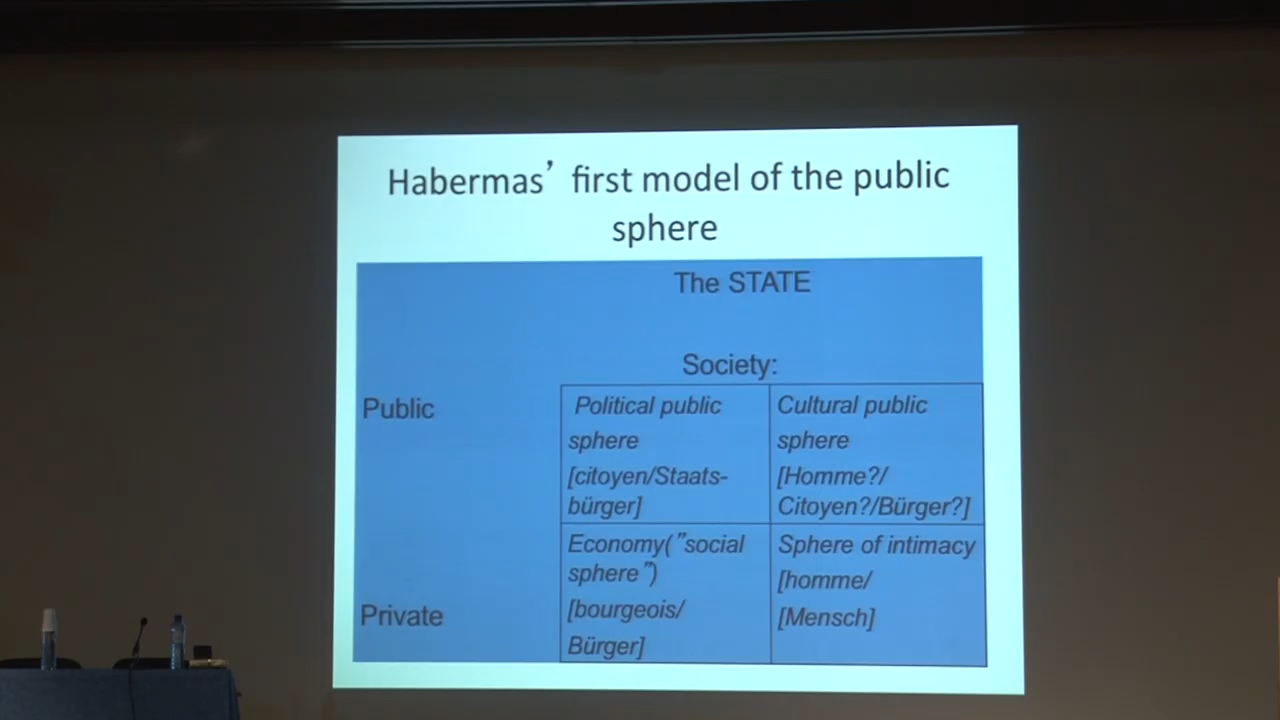 Habermas’ first model of the public
sphere
The STATE
Society:
Public
Political public
sphere
[citoyen/Staats-
bürger]
Cultural public
sphere
[Homme?/
Citoyen?/Bürger?]
Private
Economy(”social
sphere”)
[bourgeois/
Bürger]
Sphere of intimacy
[homme/
[Mensch]